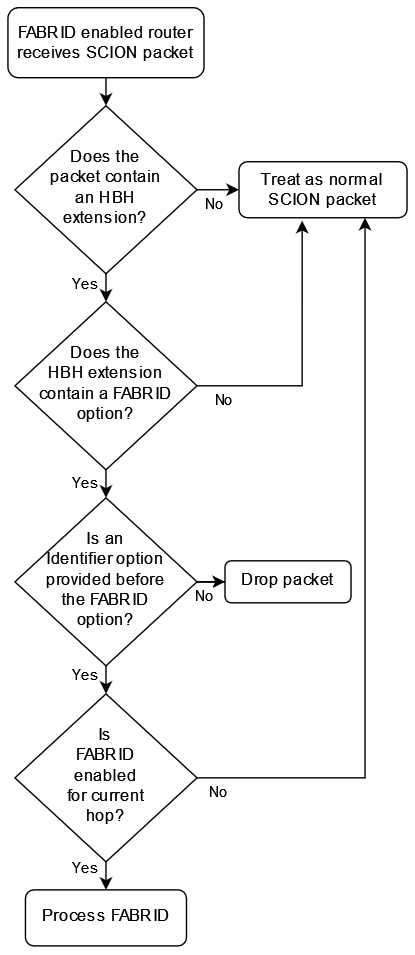 FABRID enabled router
receives SCION packet
Does the
packet contain
an HBH
extension?
No
Treat as normal
SCION packet
Yes
Does the
HBH extension
contain a FABRID
option?
No
Yes
Is an
Identifier option
provided before
the FABRID
option?
No
Drop packet
Yes
Is
FABRID
enabled
for current
hop?
No
Yes
Process FABRID